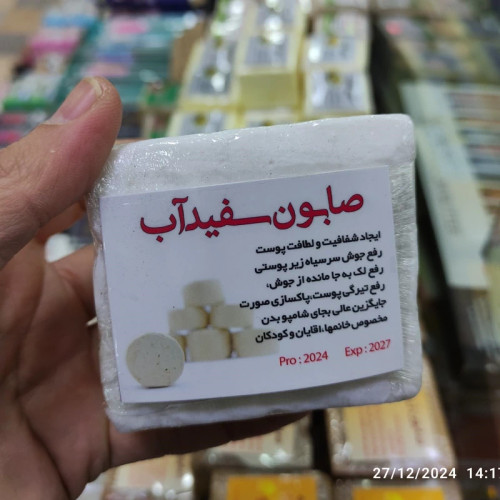 صابون سفیدآب
ایجاد شفافیت و لطافت پوست
رفع جوش سرسیاه زیر پوستی
رفع لک به جا مانده از جوش،
رفع تیرگی پوست، پاکسازی صورت
جایگزین عالی بجای شامپو بدن
مخصوص خانمها، اقایان و کودکان
Pro : 2024 Exp : 2027
27/12/2024 14:17